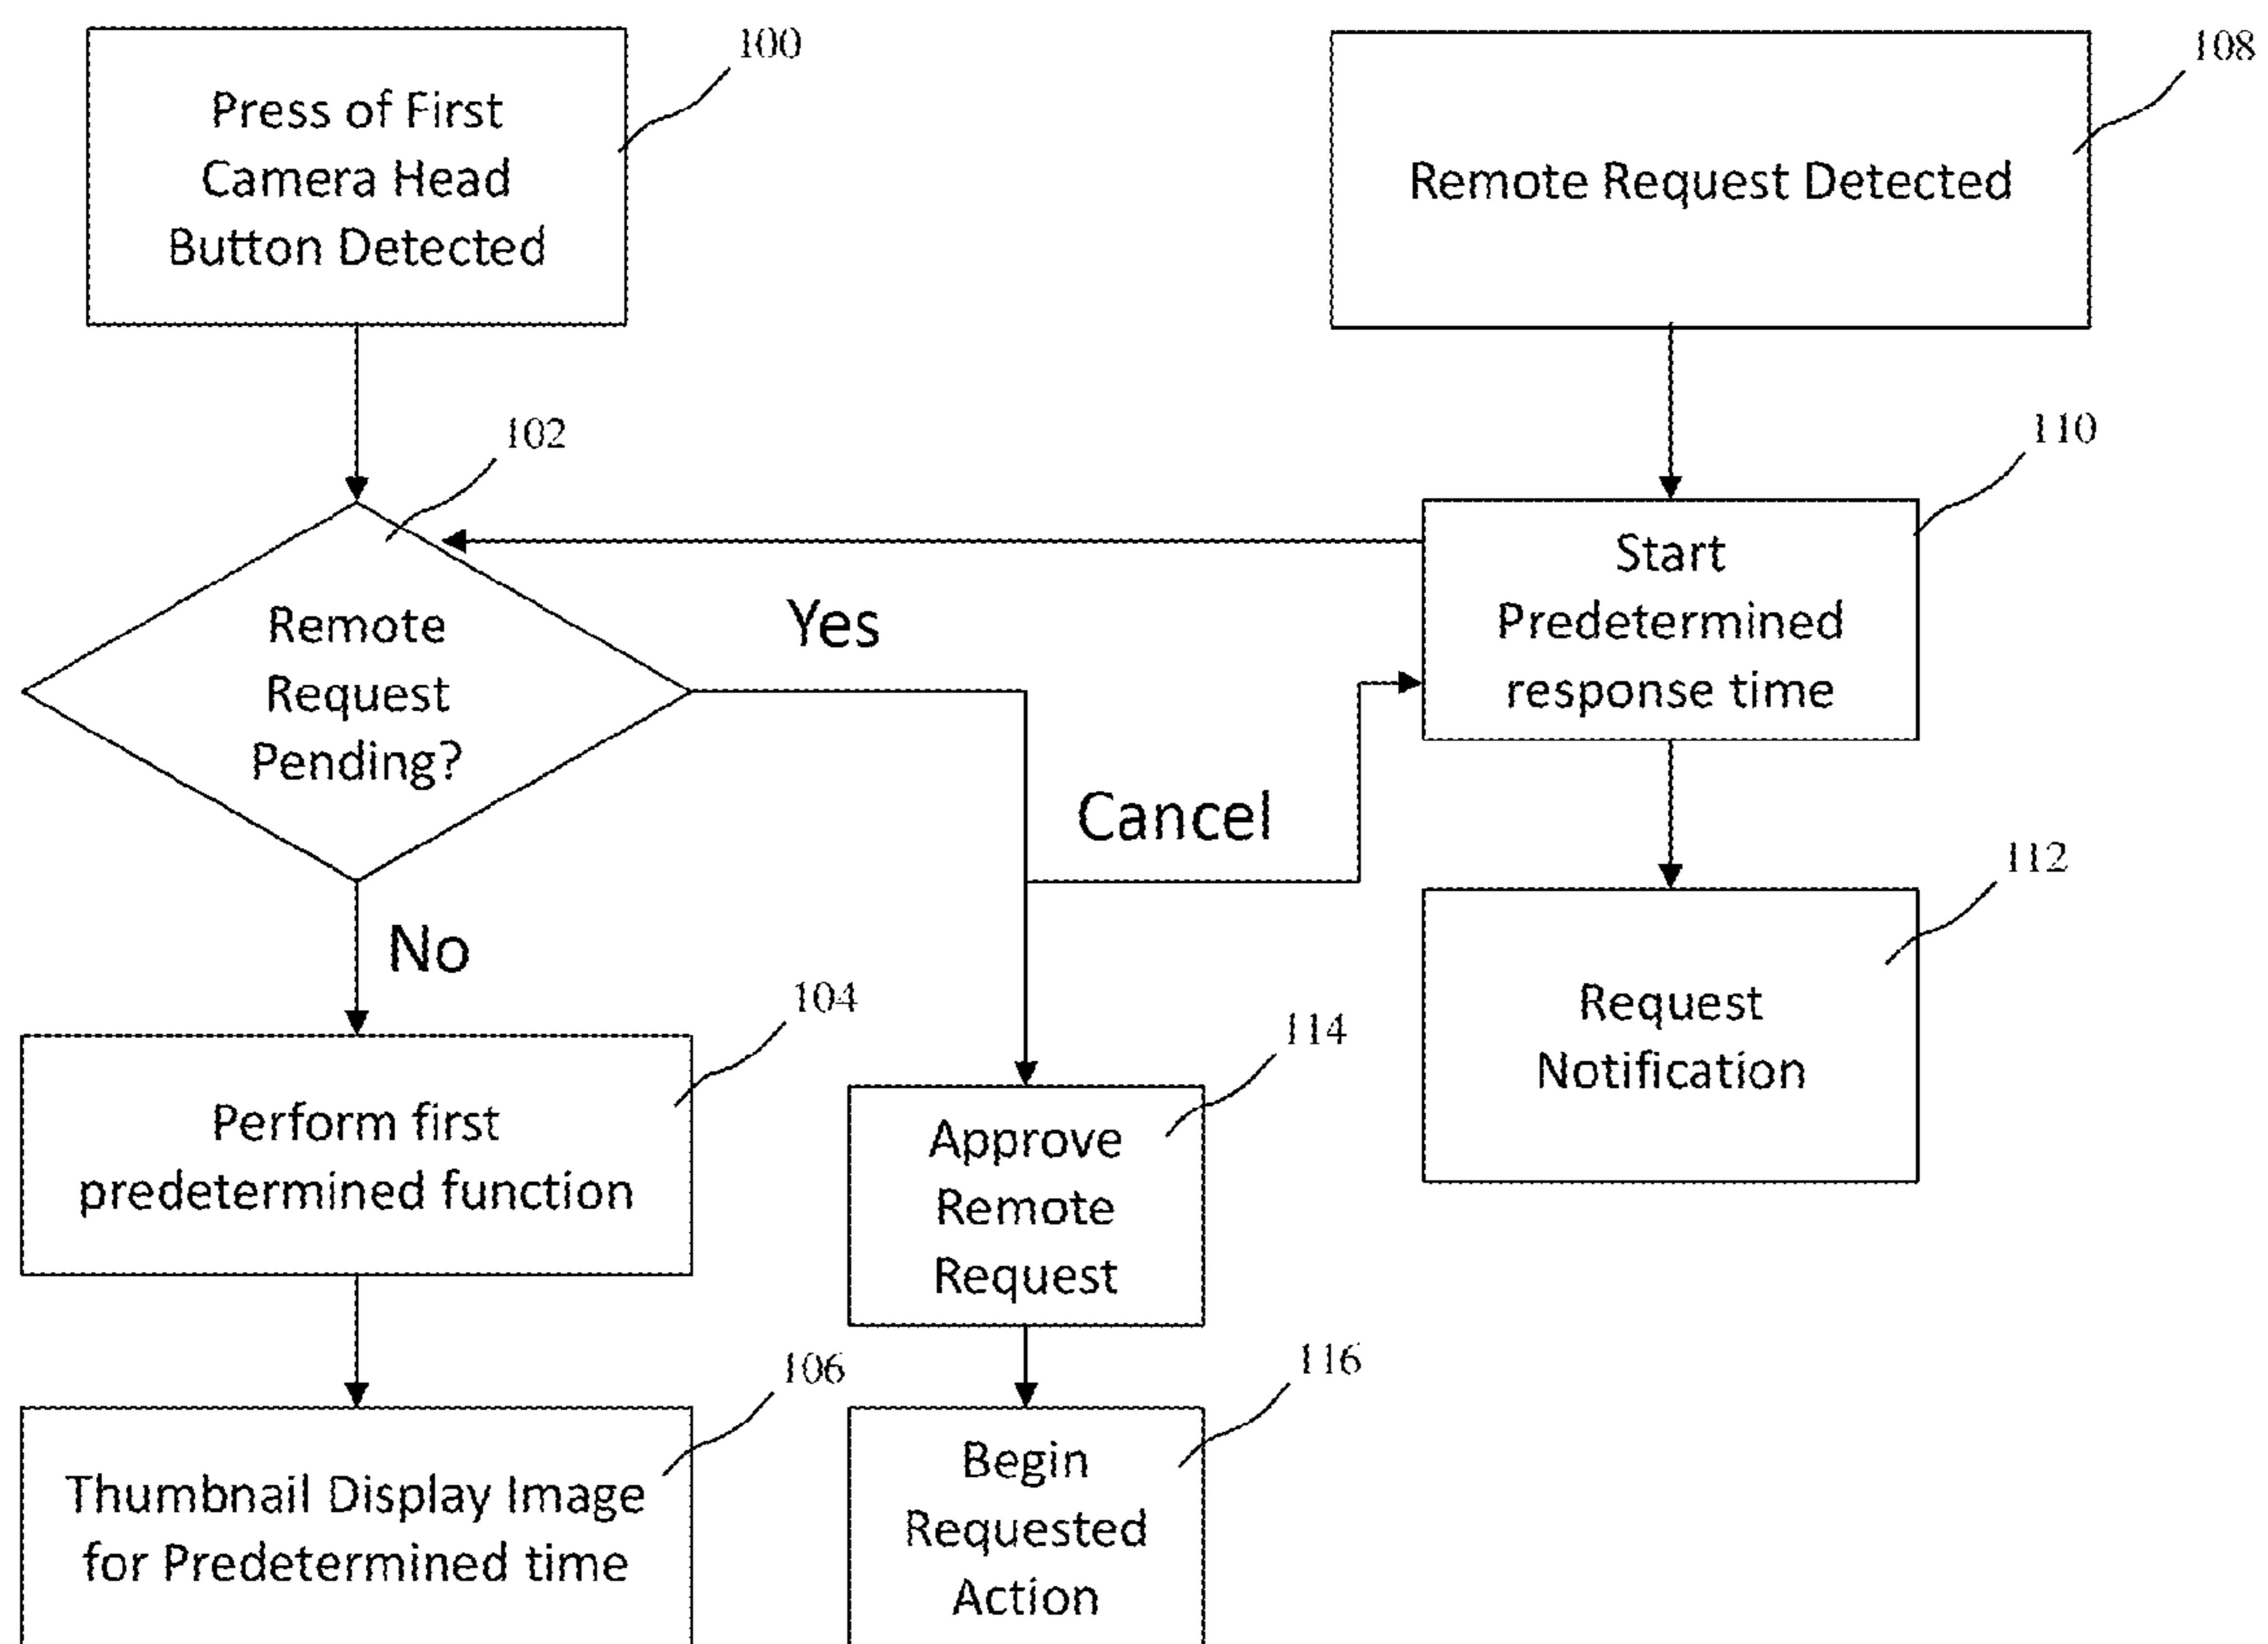 100
Press of First
Camera Head
Button Detected
108
Remote Request Detected
102
Remote
Request
Pending?
Yes
110
Start
Predetermined
response time
Cancel
No
112
Request
Notification
104
Perform first
predetermined function
114
Approve
Remote
Request
106
Thumbnail Display Image
for Predetermined time
116
Begin
Requested
Action